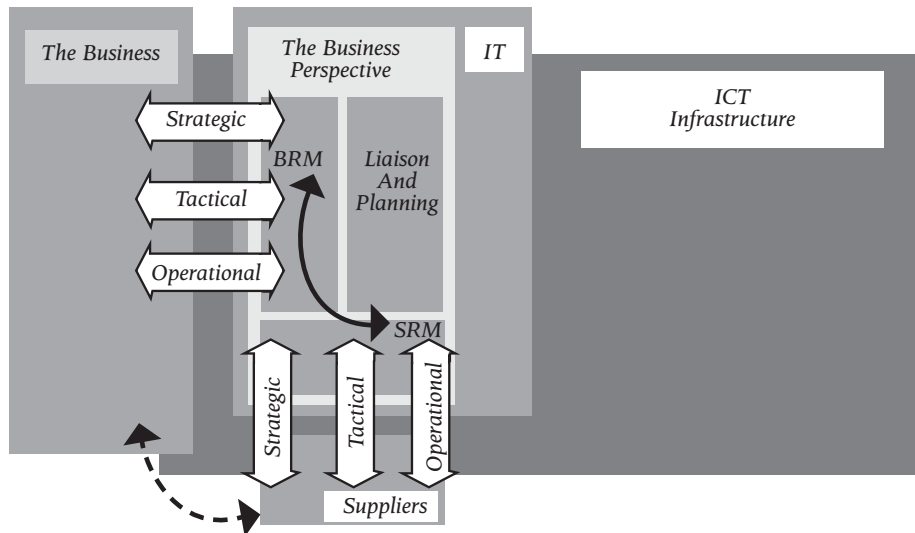 The Business
The Business
Perspective
IT
ICT
Infrastructure
Strategic
BRM
Liaison
And
Planning
Tactical
Operational
SRM
Strategic
Tactical
Operational
Suppliers